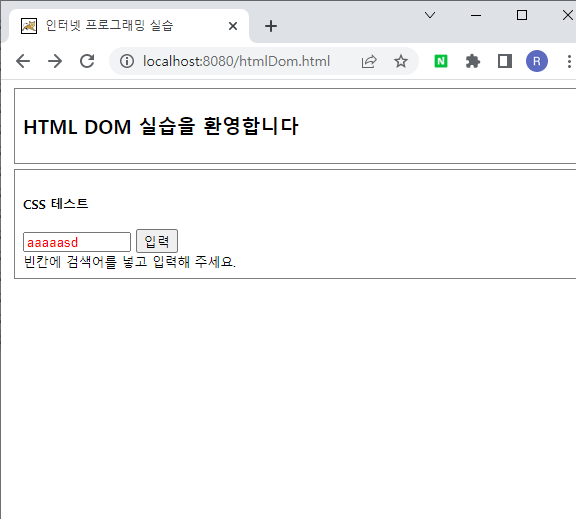 인터넷 프로그래밍 실습
localhost:8080/htmlDom.html
N
R
HTML DOM 실습을 환영합니다
CSS 테스트
aaaaasd 입력
빈칸에 검색어를 넣고 입력해 주세요.